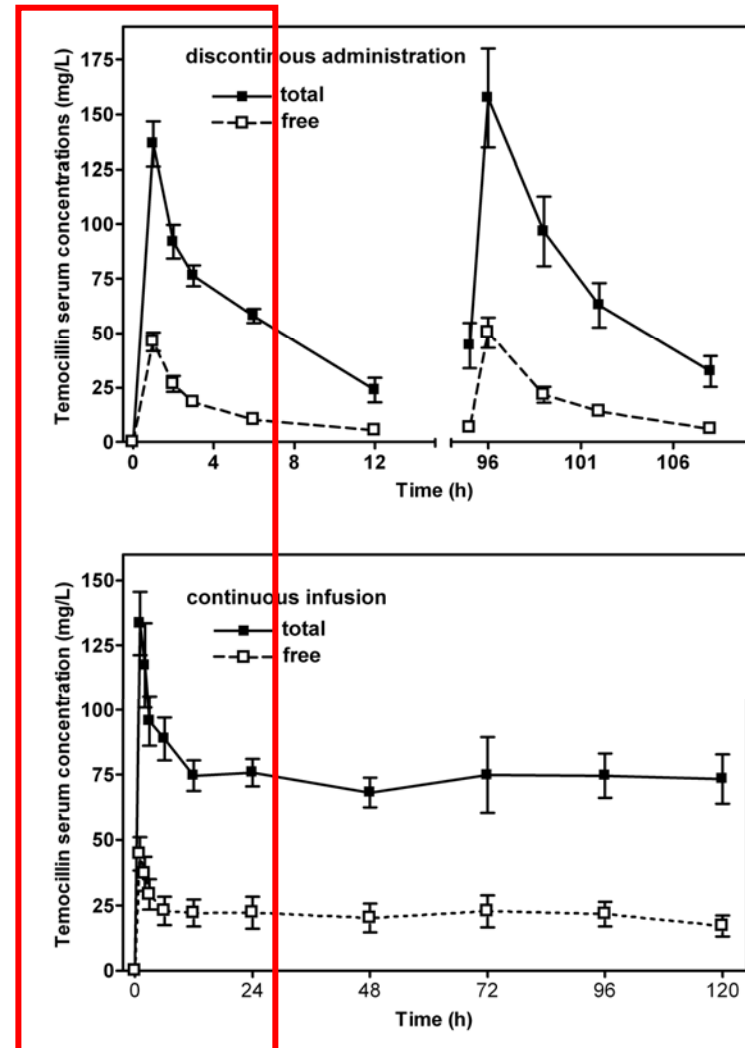 Temocillin serum concentrations (mg/L)
175
150
125
100
75
50
25
0
discontinous administration
total
free
0
4
8
12
96
101
106
Time (h)
Temocillin serum concentration (mg/L)
150
125
100
75
50
25
0
continuous infusion
total
free
0
24
48
72
96
120
Time (h)